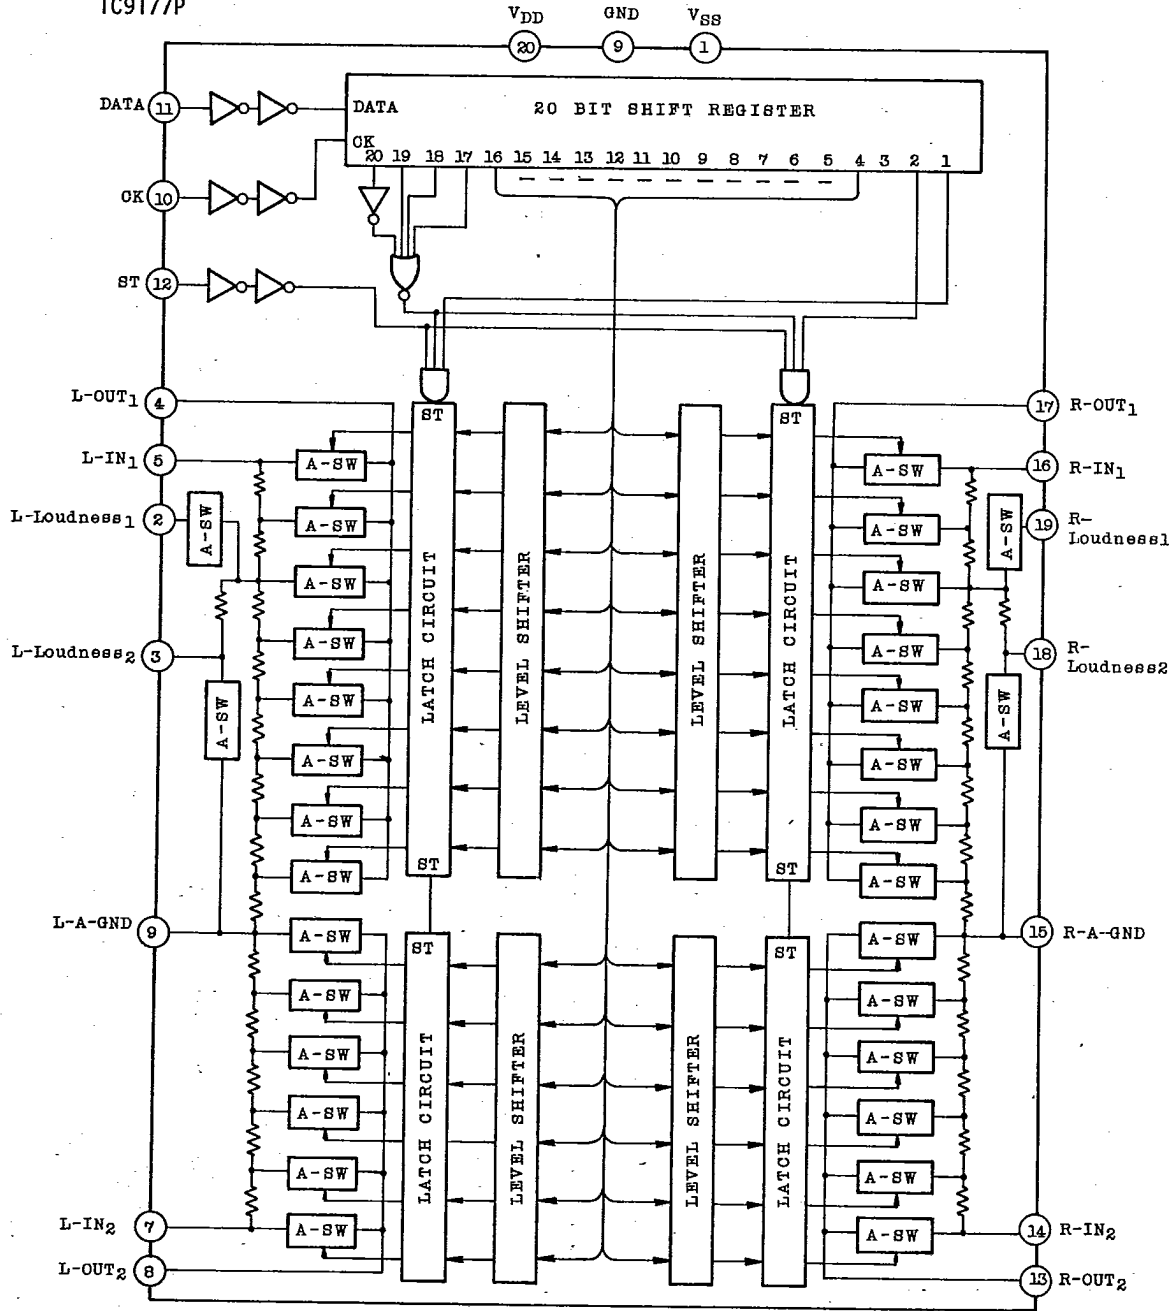 TC9177P
VDD GND VSS
20 9 1
DATA 11
DATA
20 BIT SHIFT REGISTER
CK
20 19 18 17 16 15 14 13 12 11 10 9 8 7 6 5 4 3 2 1
CK 10
ST 12
L-OUT1 4
ST
ST
17 R-OUT1
L-IN1 5
A-SW
A-SW
16 R-IN1
L-Loudness1 2
A-SW
A-SW
A-SW
A-SW
19 R-Loudness1
A-SW
A-SW
A-SW
A-SW
L-Loudness2 3
18 R-Loudness2
A-SW
A-SW
A-SW
A-SW
LATCH CIRCUIT
LEVEL SHIFTER
LEVEL SHIFTER
LATCH CIRCUIT
A-SW
A-SW
A-SW
A-SW
A-SW
A-SW
ST
A-SW
A-SW
L-A-GND 9
A-SW
A-SW
15 R-A-GND
ST
ST
A-SW
A-SW
A-SW
A-SW
LATCH CIRCUIT
LEVEL SHIFTER
LEVEL SHIFTER
LATCH CIRCUIT
A-SW
A-SW
A-SW
A-SW
L-IN2 7
A-SW
A-SW
14 R-IN2
L-OUT2 8
13 R-OUT2